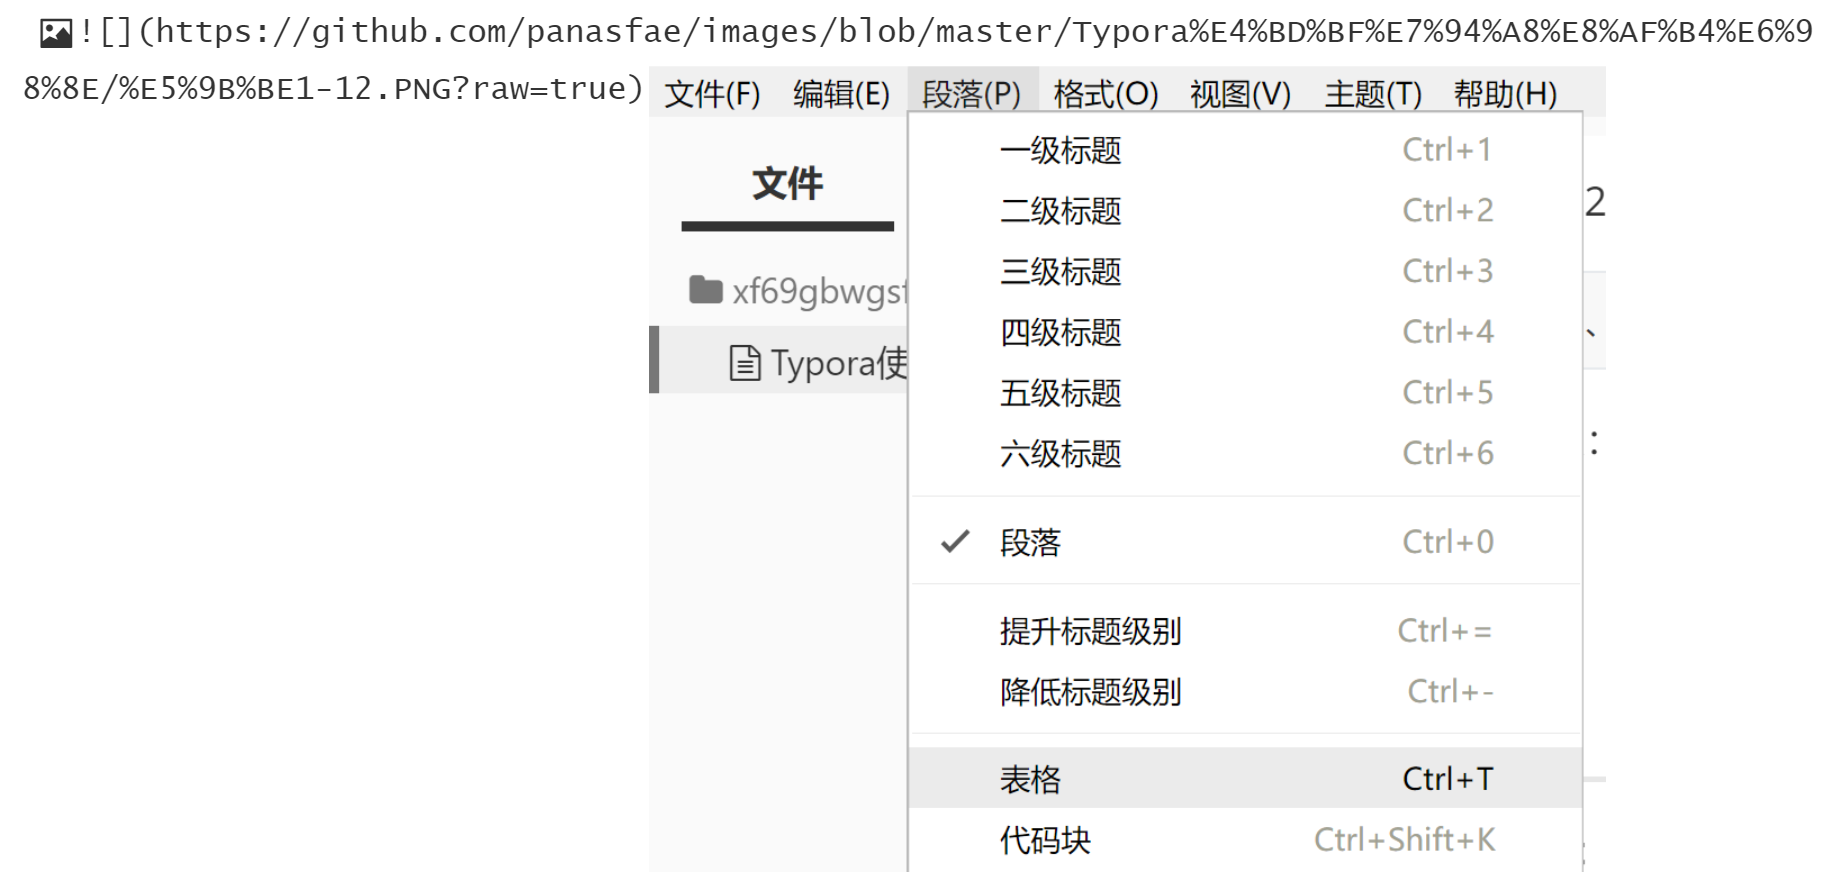 ![](https://github.com/panasfae/images/blob/master/Typora%E4%BD%BF%E7%94%A8%E8%AF%B4%E6%9
8%8E/%E5%9B%BE1-12.PNG?raw=true)
文件(F) 编辑(E) 段落(P) 格式(O) 视图(V) 主题(T) 帮助(H)
文件
xf69gbwgs
Typora使
一级标题 Ctrl+1
二级标题 Ctrl+2
三级标题 Ctrl+3
四级标题 Ctrl+4
五级标题 Ctrl+5
六级标题 Ctrl+6
段落 Ctrl+0
提升标题级别 Ctrl+=
降低标题级别 Ctrl+-
表格 Ctrl+T
代码块 Ctrl+Shift+K
2
、
: